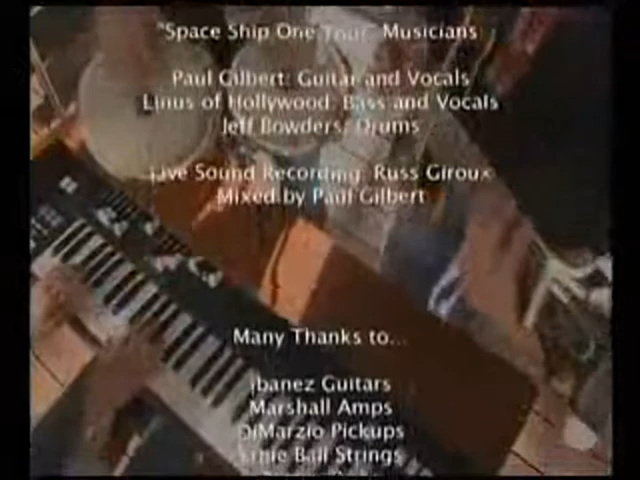 "Space Ship One Tour" Musicians
Paul Gilbert: Guitar and Vocals
Linus of Hollywood: Bass and Vocals
Jeff Bowders: Drums
Live Sound Recording: Russ Giroux
Mixed by Paul Gilbert
Many Thanks to...
Ibanez Guitars
Marshall Amps
DiMarzio Pickups
Ernie Ball Strings